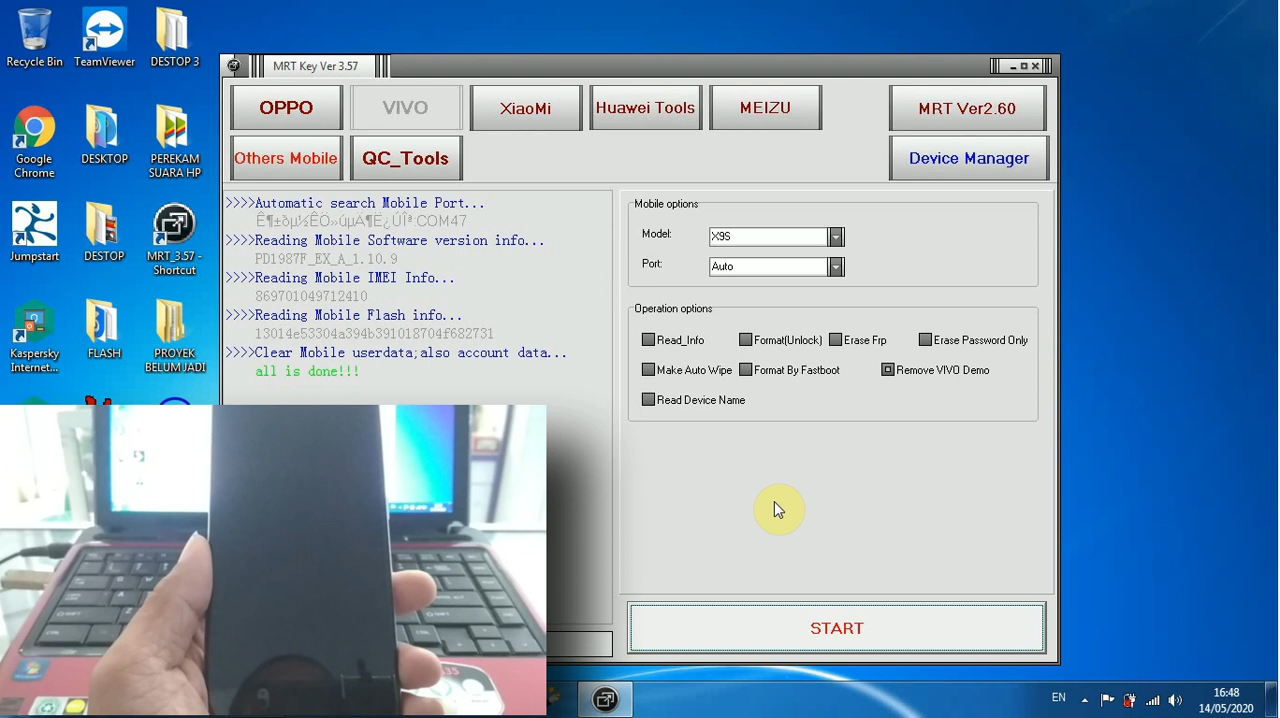 Recycle Bin
TeamViewer
DESTOP 3
Google
Chrome
DESKTOP
PEREKAM
SUARA HP
Jumpstart
DESTOP
MRT_3.57 -
Shortcut
Kaspersky
Internet...
FLASH
PROYEK
BELUM JADI
MRT Key Ver 3.57
OPPO
VIVO
XiaoMi
Huawei Tools
MEIZU
MRT Ver2.60
Others Mobile
QC_Tools
Device Manager
>>>>Automatic search Mobile Port...
Ê¶±ðµ½ÊÖ»úµÄ¶Ë¿ÚÎª:COM47
>>>>Reading Mobile Software version info...
PD1987F_EX_A_1.10.9
>>>>Reading Mobile IMEI Info...
869701049712410
>>>>Reading Mobile Flash info...
13014e53304a394b391018704f682731
>>>>Clear Mobile userdata;also account data...
all is done!!!
Mobile options
Model:
X9S
Port:
Auto
Operation options
Read_Info
Format(Unlock)
Erase Frp
Erase Password Only
Make Auto Wipe
Format By Fastboot
Remove VIVO Demo
Read Device Name
START
EN
16:48
14/05/2020